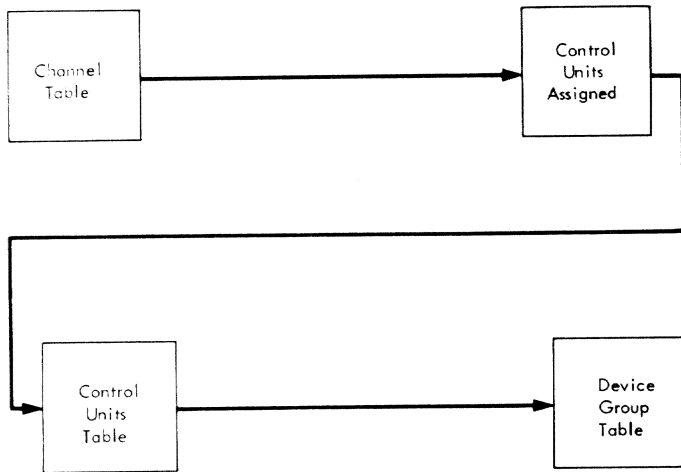 Channel
Table
Control
Units
Assigned
Control
Units
Table
Device
Group
Table